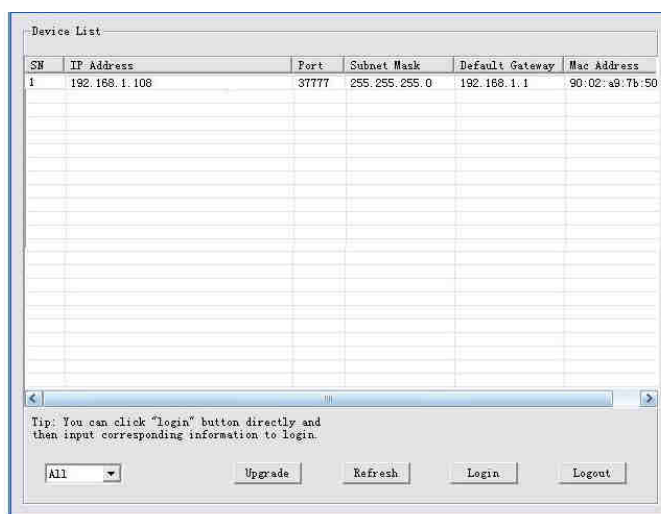 Device List
SN IP Address Port Subnet Mask Default Gateway Mac Address
1 192.168.1.108 37777 255.255.255.0 192.168.1.1 90:02:a9:7b:50
Tip: You can click "login" button directly and
then input corresponding information to login.
All Upgrade Refresh Login Logout